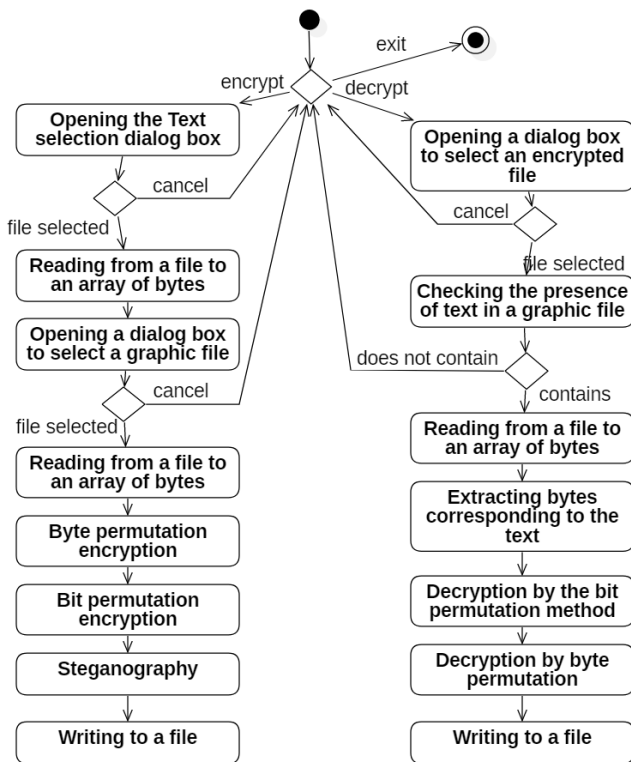 exit
encrypt
decrypt
Opening the Text
selection dialog box
cancel
file selected
Reading from a file to
an array of bytes
Opening a dialog box
to select a graphic file
cancel
file selected
Reading from a file to
an array of bytes
Byte permutation
encryption
Bit permutation
encryption
Steganography
Writing to a file
Opening a dialog box
to select an encrypted
file
cancel
file selected
Checking the presence
of text in a graphic file
does not contain
contains
Reading from a file to
an array of bytes
Extracting bytes
corresponding to the
text
Decryption by the bit
permutation method
Decryption by byte
permutation
Writing to a file